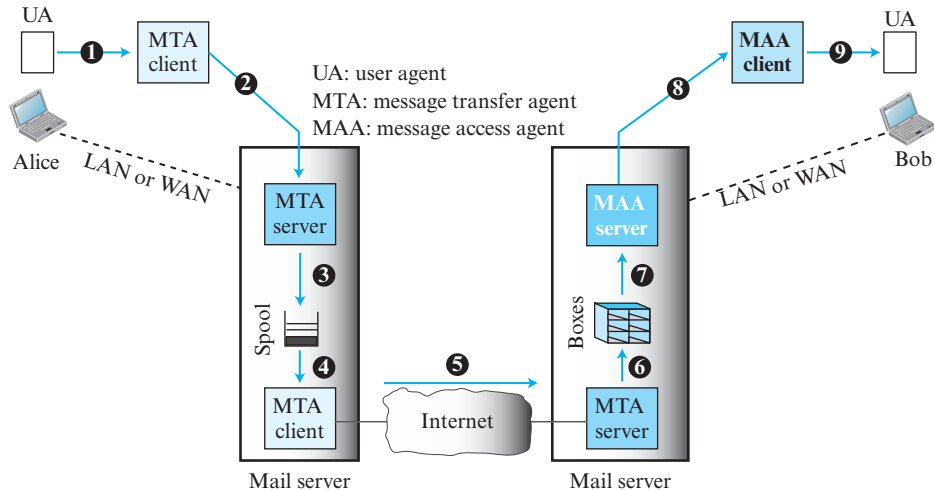 UA
1
MTA
client
2
UA: user agent
MTA: message transfer agent
MAA: message access agent
8
MAA
client
9
UA
Alice
LAN or WAN
Bob
LAN or WAN
MTA
server
3
Spool
4
MTA
client
5
Internet
MAA
server
7
Boxes
6
MTA
server
Mail server
Mail server